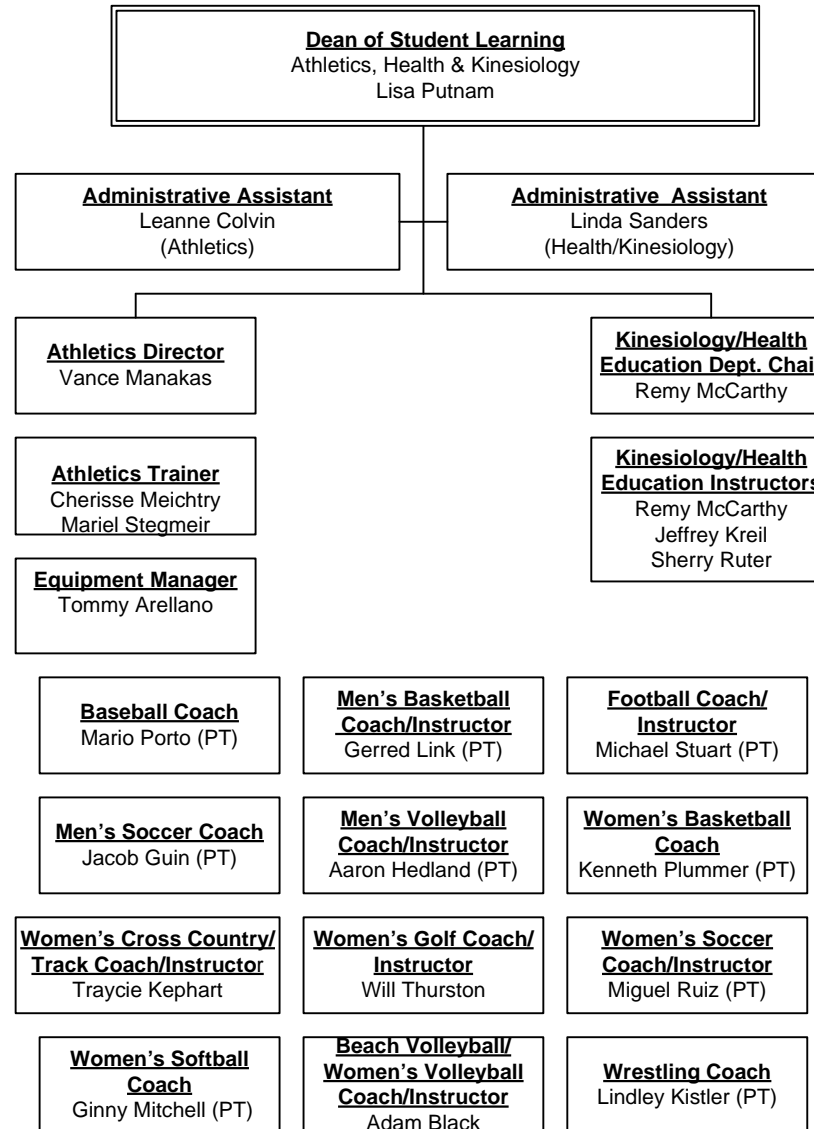 Dean of Student Learning
Athletics, Health & Kinesiology
Lisa Putnam
Administrative Assistant
Leanne Colvin
(Athletics)
Administrative Assistant
Linda Sanders
(Health/Kinesiology)
Athletics Director
Vance Manakas
Kinesiology/Health
Education Dept. Chai
Remy McCarthy
Athletics Trainer
Cherisse Meichtry
Mariel Stegmeir
Kinesiology/Health
Education Instructors
Remy McCarthy
Jeffrey Kreil
Sherry Ruter
Equipment Manager
Tommy Arellano
Baseball Coach
Mario Porto (PT)
Men's Basketball
Coach/Instructor
Gerred Link (PT)
Football Coach/
Instructor
Michael Stuart (PT)
Men's Soccer Coach
Jacob Guin (PT)
Men's Volleyball
Coach/Instructor
Aaron Hedland (PT)
Women's Basketball
Coach
Kenneth Plummer (PT)
Women's Cross Country/
Track Coach/Instructor
Traycie Kephart
Women's Golf Coach/
Instructor
Will Thurston
Women's Soccer
Coach/Instructor
Miguel Ruiz (PT)
Women's Softball
Coach
Ginny Mitchell (PT)
Beach Volleyball/
Women's Volleyball
Coach/Instructor
Adam Black
Wrestling Coach
Lindley Kistler (PT)